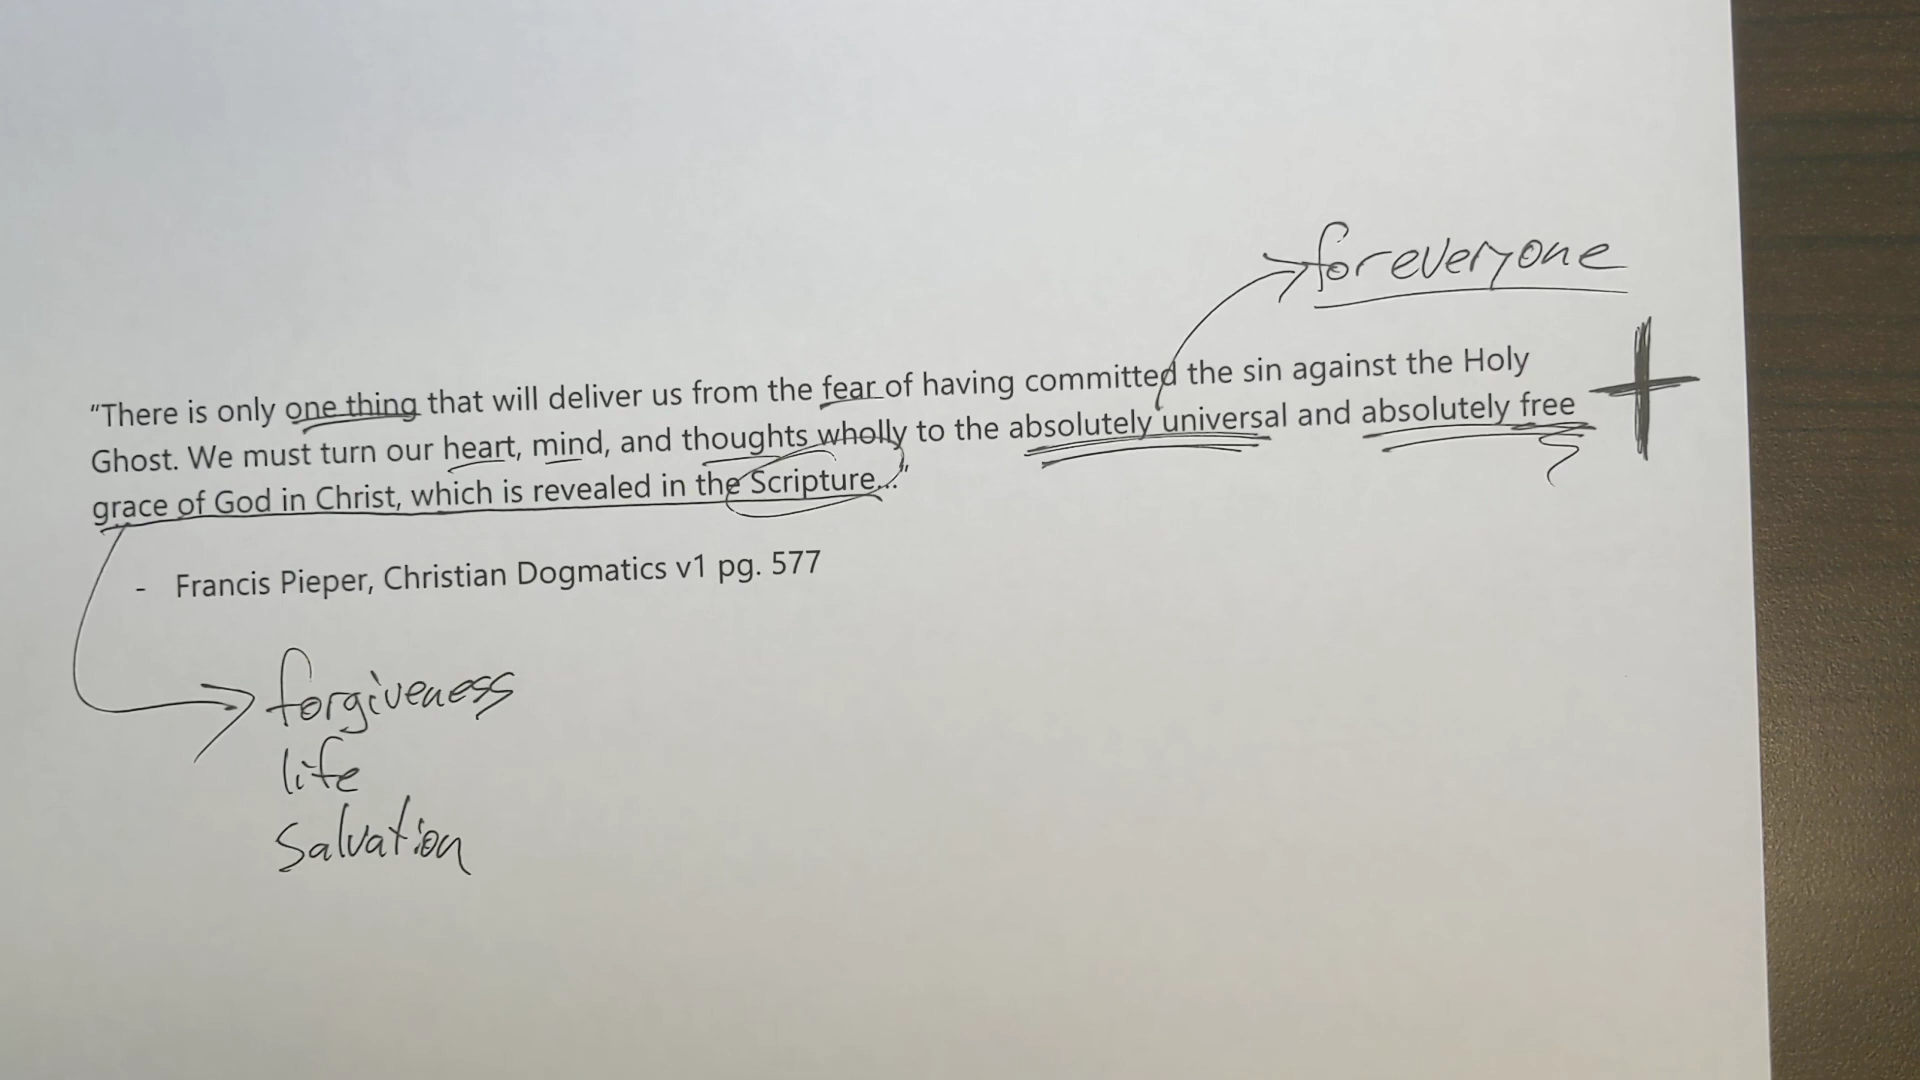 for everyone
“There is only one thing that will deliver us from the fear of having committed the sin against the Holy
Ghost. We must turn our heart, mind, and thoughts wholly to the absolutely universal and absolutely free
grace of God in Christ, which is revealed in the Scripture...”
- Francis Pieper, Christian Dogmatics v1 pg. 577
forgiveness
life
salvation